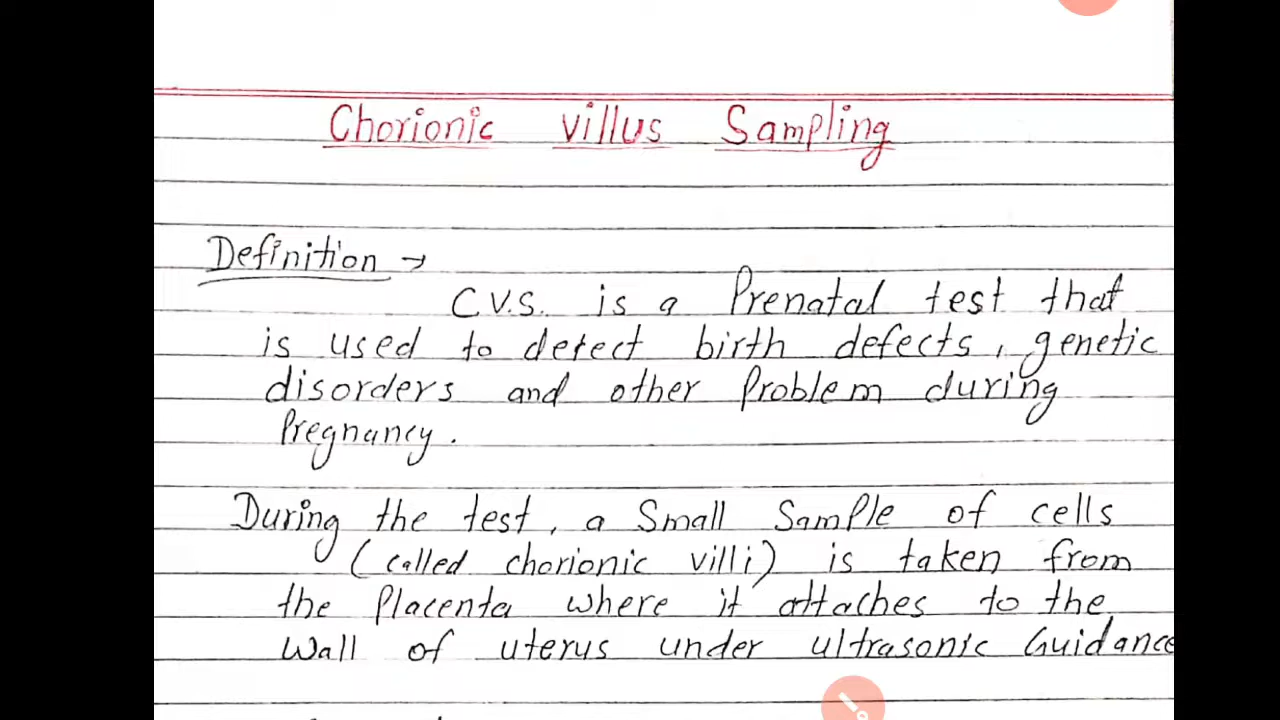 Chorionic villus Sampling
Definition →
C.V.S. is a Prenatal test that
is used to detect birth defects, genetic
disorders and other Problem during
Pregnancy.
During the test, a Small Sample of cells
(called chorionic villi) is taken from
the Placenta where it attaches to the
Wall of uterus under ultrasonic Guidance